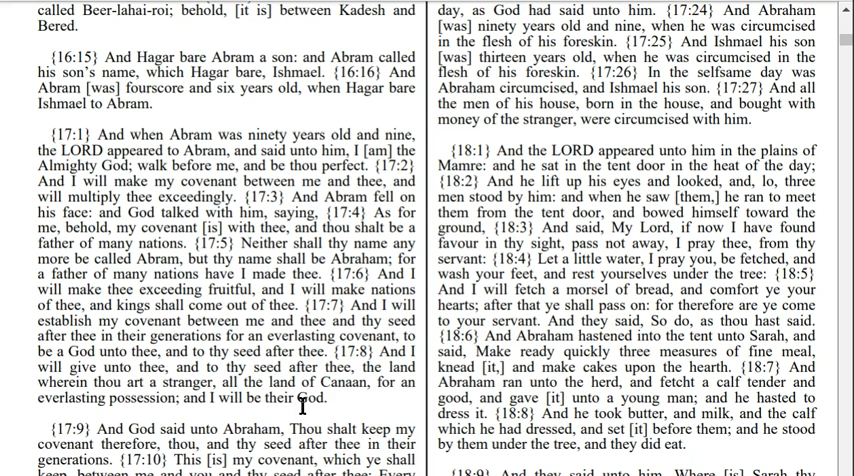 called Beer-lahai-roi; behold, [it is] between Kadesh and
Bered.
{16:15} And Hagar bare Abram a son: and Abram called
his son's name, which Hagar bare, Ishmael. {16:16} And
Abram [was] fourscore and six years old, when Hagar bare
Ishmael to Abram.
{17:1} And when Abram was ninety years old and nine,
the LORD appeared to Abram, and said unto him, I [am] the
Almighty God; walk before me, and be thou perfect. {17:2}
And I will make my covenant between me and thee, and
will multiply thee exceedingly. {17:3} And Abram fell on
his face: and God talked with him, saying, {17:4} As for
me, behold, my covenant [is] with thee, and thou shalt be a
father of many nations. {17:5} Neither shall thy name any
more be called Abram, but thy name shall be Abraham; for
a father of many nations have I made thee. {17:6} And I
will make thee exceeding fruitful, and I will make nations
of thee, and kings shall come out of thee. {17:7} And I will
establish my covenant between me and thee and thy seed
after thee in their generations for an everlasting covenant, to
be a God unto thee, and to thy seed after thee. {17:8} And I
will give unto thee, and to thy seed after thee, the land
wherein thou art a stranger, all the land of Canaan, for an
everlasting possession; and I will be their God.
{17:9} And God said unto Abraham, Thou shalt keep my
covenant therefore, thou, and thy seed after thee in their
generations. {17:10} This [is] my covenant, which ye shall
keep, between me and you and thy seed after thee; Every
day, as God had said unto him. {17:24} And Abraham
[was] ninety years old and nine, when he was circumcised
in the flesh of his foreskin. {17:25} And Ishmael his son
[was] thirteen years old, when he was circumcised in the
flesh of his foreskin. {17:26} In the selfsame day was
Abraham circumcised, and Ishmael his son. {17:27} And all
the men of his house, born in the house, and bought with
money of the stranger, were circumcised with him.
{18:1} And the LORD appeared unto him in the plains of
Mamre: and he sat in the tent door in the heat of the day;
{18:2} And he lift up his eyes and looked, and, lo, three
men stood by him: and when he saw [them,] he ran to meet
them from the tent door, and bowed himself toward the
ground, {18:3} And said, My Lord, if now I have found
favour in thy sight, pass not away, I pray thee, from thy
servant: {18:4} Let a little water, I pray you, be fetched, and
wash your feet, and rest yourselves under the tree: {18:5}
And I will fetch a morsel of bread, and comfort ye your
hearts; after that ye shall pass on: for therefore are ye come
to your servant. And they said, So do, as thou hast said.
{18:6} And Abraham hastened into the tent unto Sarah, and
said, Make ready quickly three measures of fine meal,
knead [it,] and make cakes upon the hearth. {18:7} And
Abraham ran unto the herd, and fetcht a calf tender and
good, and gave [it] unto a young man; and he hasted to
dress it. {18:8} And he took butter, and milk, and the calf
which he had dressed, and set [it] before them; and he stood
by them under the tree, and they did eat.
{18:9} And they said unto him, Where [is] Sarah thy